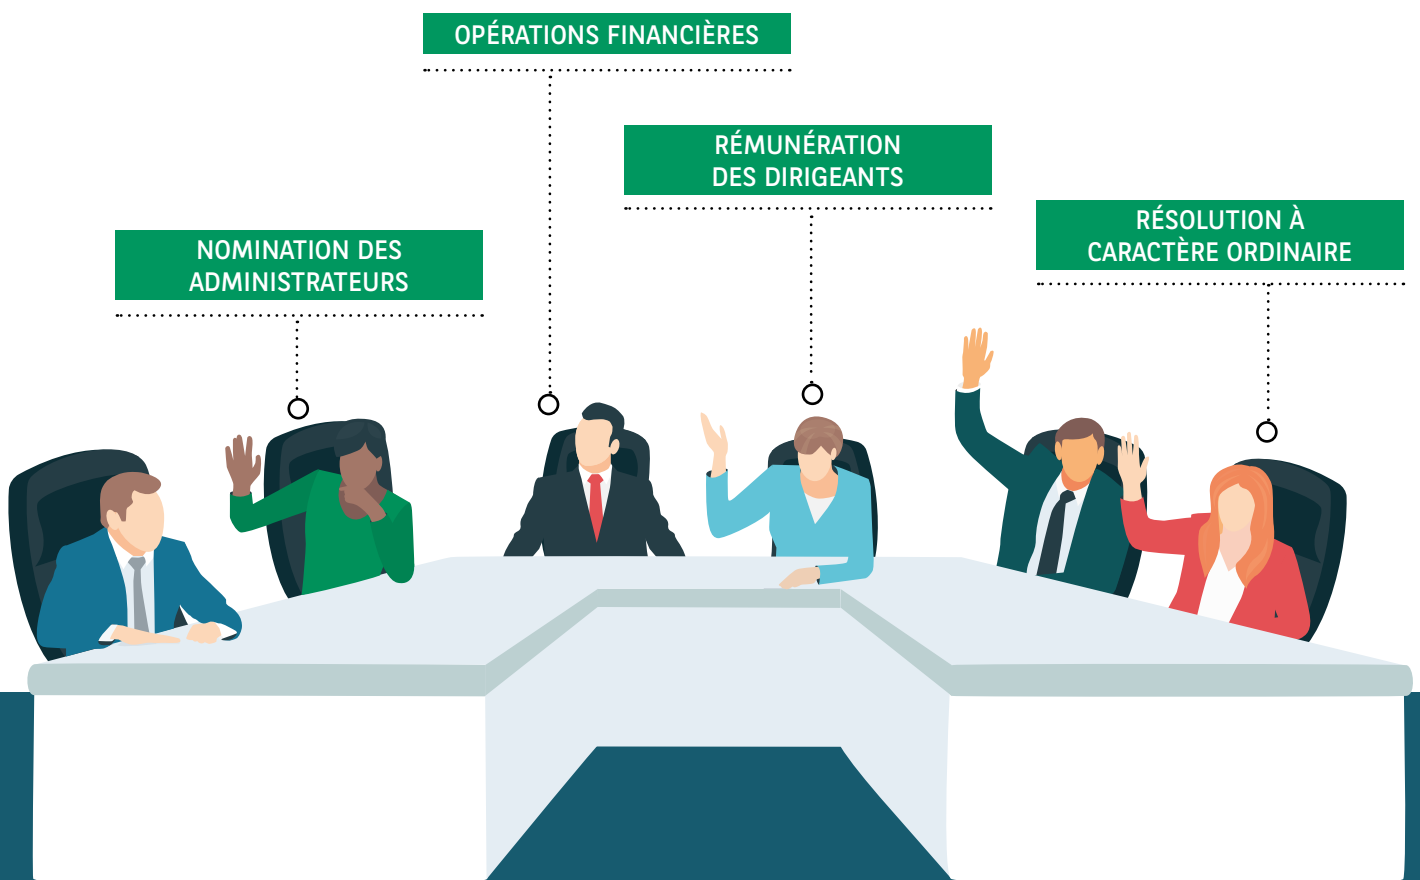 OPÉRATIONS FINANCIÈRES
RÉMUNÉRATION
DES DIRIGEANTS
RÉSOLUTION À
CARACTÈRE ORDINAIRE
NOMINATION DES
ADMINISTRATEURS